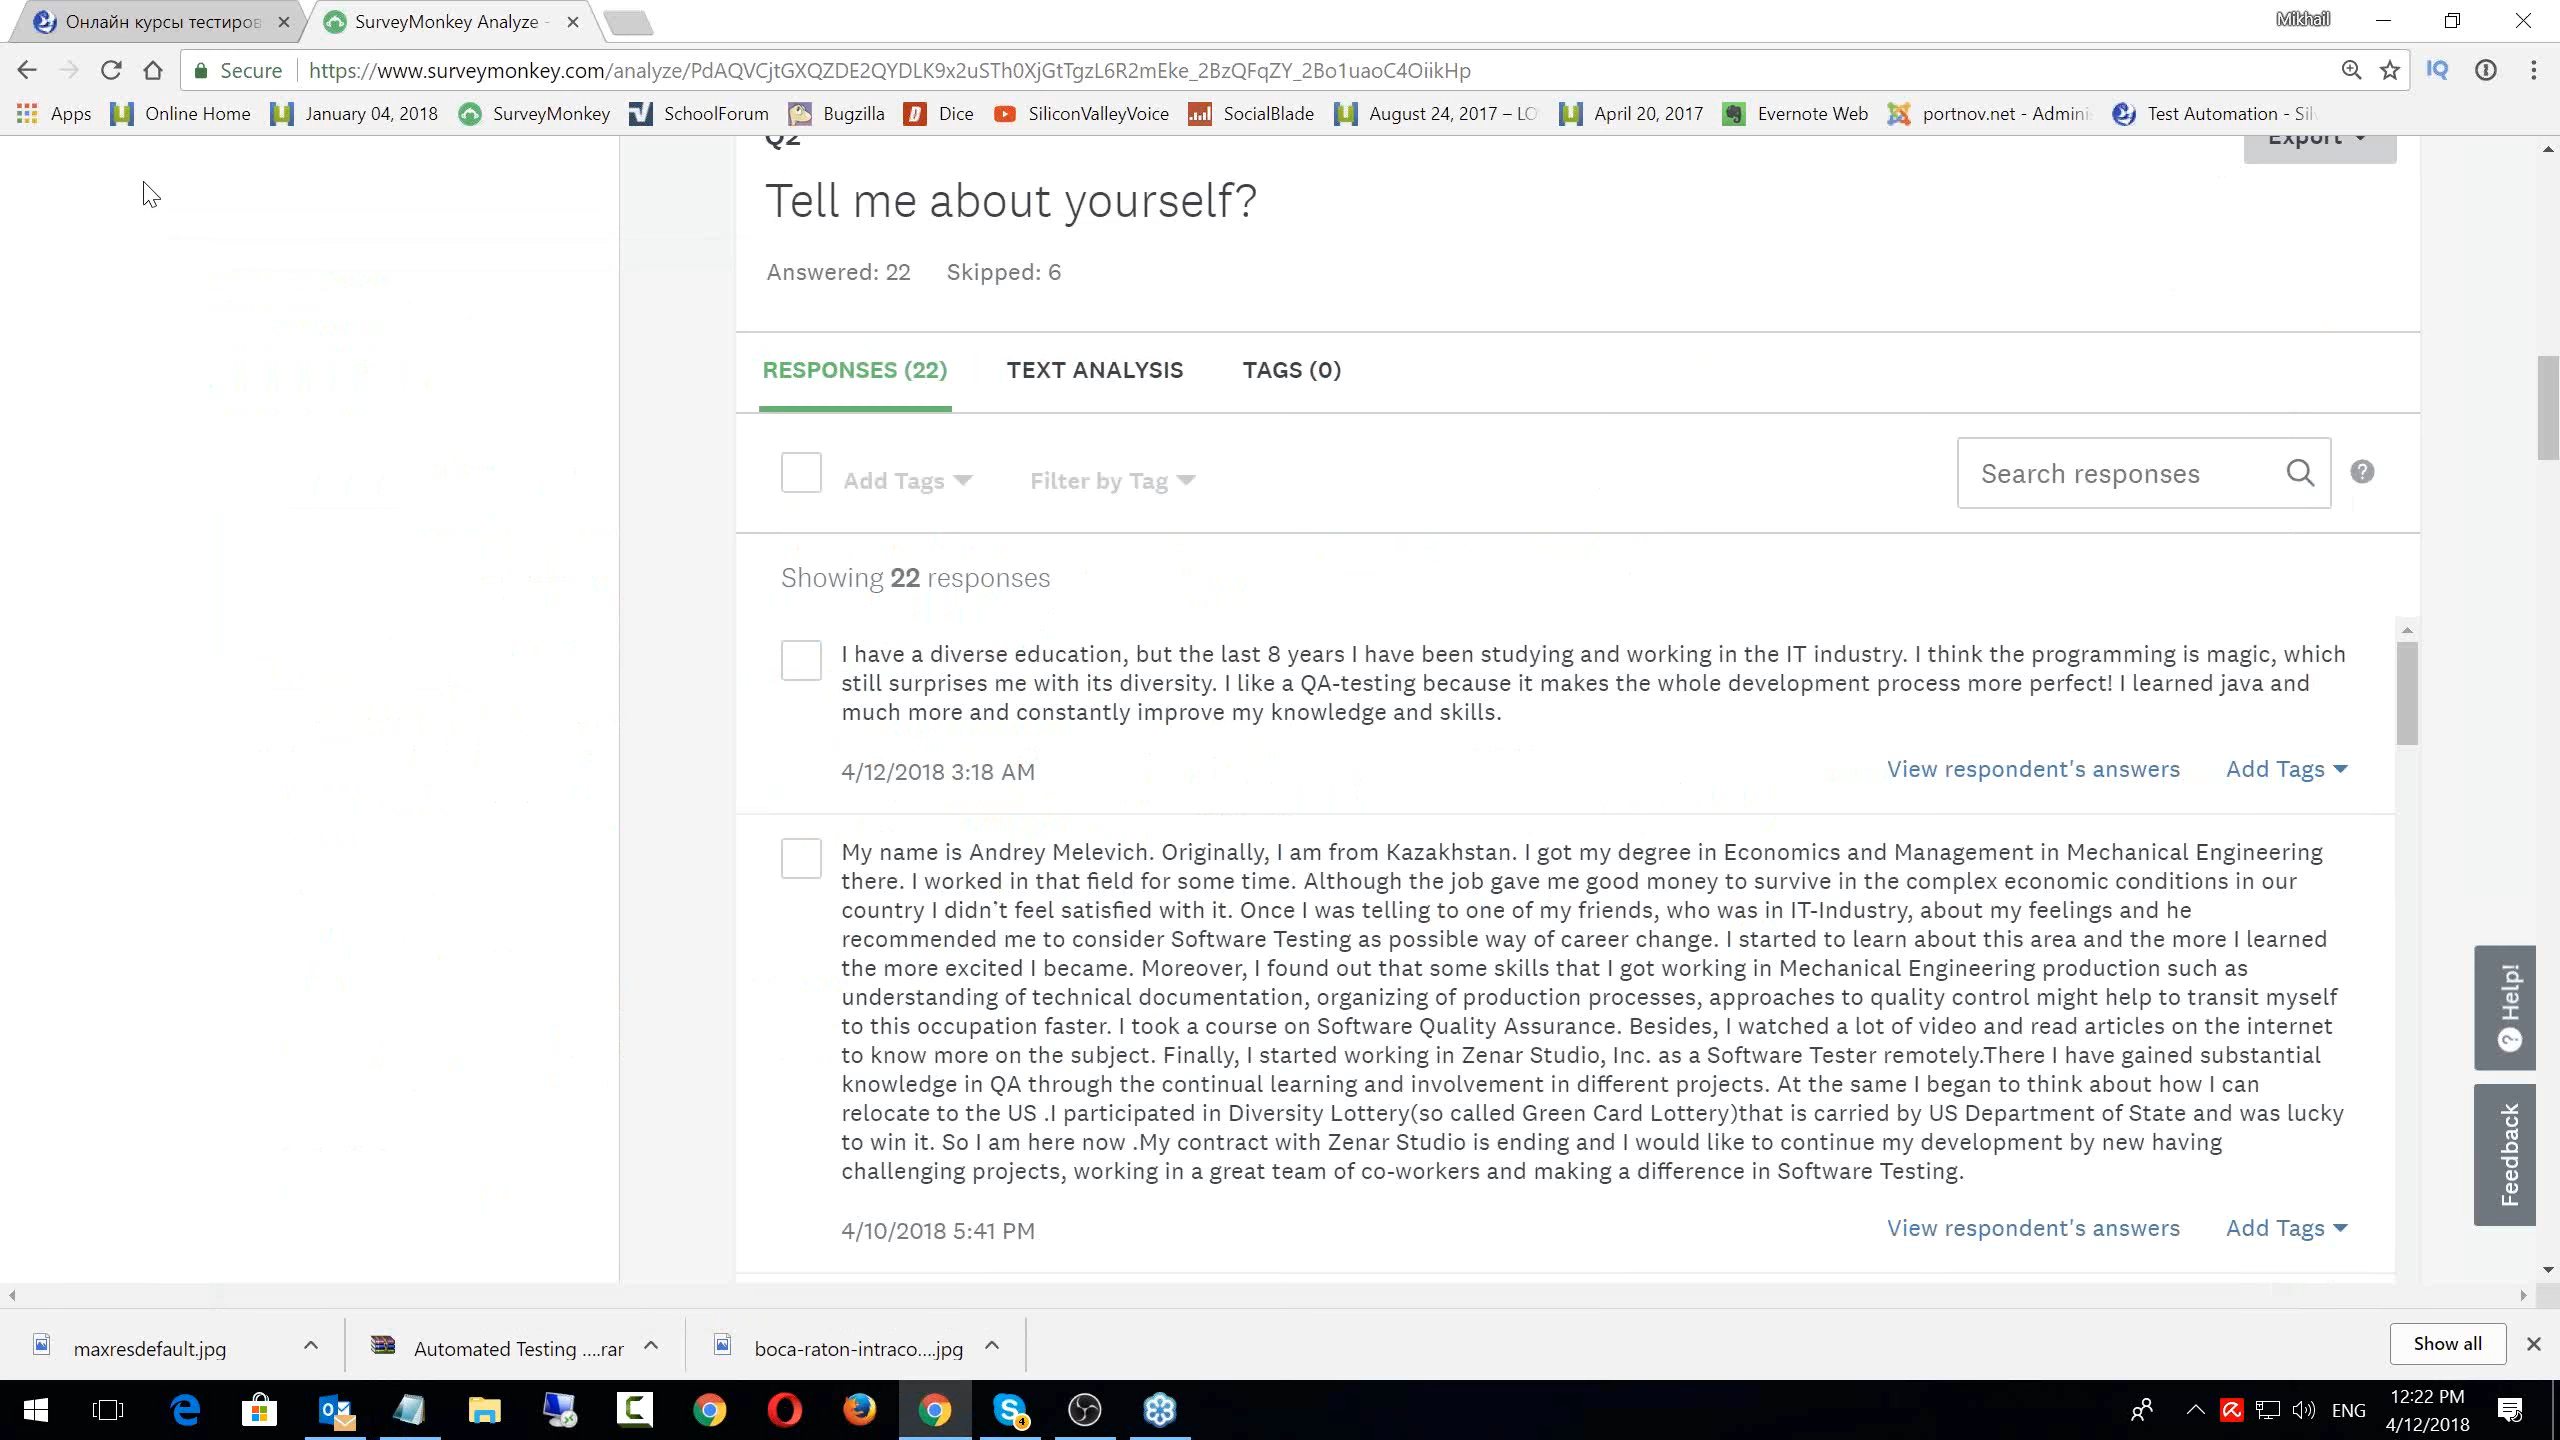 Онлайн курсы тестиров
SurveyMonkey Analyze -
Mikhail
Secure
https://www.surveymonkey.com/analyze/PdAQVCjtGXQZDE2QYDLK9x2uSTh0XjGtTgzL6R2mEke_2BzQFqZY_2Bo1uaoC4OiikHp
Apps
Online Home
January 04, 2018
SurveyMonkey
SchoolForum
Bugzilla
Dice
SiliconValleyVoice
SocialBlade
August 24, 2017 – LO
April 20, 2017
Evernote Web
portnov.net - Admini
Test Automation - Sil
Q2
Export
Tell me about yourself?
Answered: 22 Skipped: 6
RESPONSES (22) TEXT ANALYSIS TAGS (0)
Add Tags Filter by Tag Search responses
Showing 22 responses
I have a diverse education, but the last 8 years I have been studying and working in the IT industry. I think the programming is magic, which
still surprises me with its diversity. I like a QA-testing because it makes the whole development process more perfect! I learned java and
much more and constantly improve my knowledge and skills.
4/12/2018 3:18 AM View respondent's answers Add Tags
My name is Andrey Melevich. Originally, I am from Kazakhstan. I got my degree in Economics and Management in Mechanical Engineering
there. I worked in that field for some time. Although the job gave me good money to survive in the complex economic conditions in our
country I didn't feel satisfied with it. Once I was telling to one of my friends, who was in IT-Industry, about my feelings and he
recommended me to consider Software Testing as possible way of career change. I started to learn about this area and the more I learned
the more excited I became. Moreover, I found out that some skills that I got working in Mechanical Engineering production such as
understanding of technical documentation, organizing of production processes, approaches to quality control might help to transit myself
to this occupation faster. I took a course on Software Quality Assurance. Besides, I watched a lot of video and read articles on the internet
to know more on the subject. Finally, I started working in Zenar Studio, Inc. as a Software Tester remotely.There I have gained substantial
knowledge in QA through the continual learning and involvement in different projects. At the same I began to think about how I can
relocate to the US .I participated in Diversity Lottery(so called Green Card Lottery)that is carried by US Department of State and was lucky
to win it. So I am here now .My contract with Zenar Studio is ending and I would like to continue my development by new having
challenging projects, working in a great team of co-workers and making a difference in Software Testing.
4/10/2018 5:41 PM View respondent's answers Add Tags
Help!
Feedback
maxresdefault.jpg
Automated Testing ....rar
boca-raton-intraco....jpg
Show all
4
ENG
12:22 PM
4/12/2018